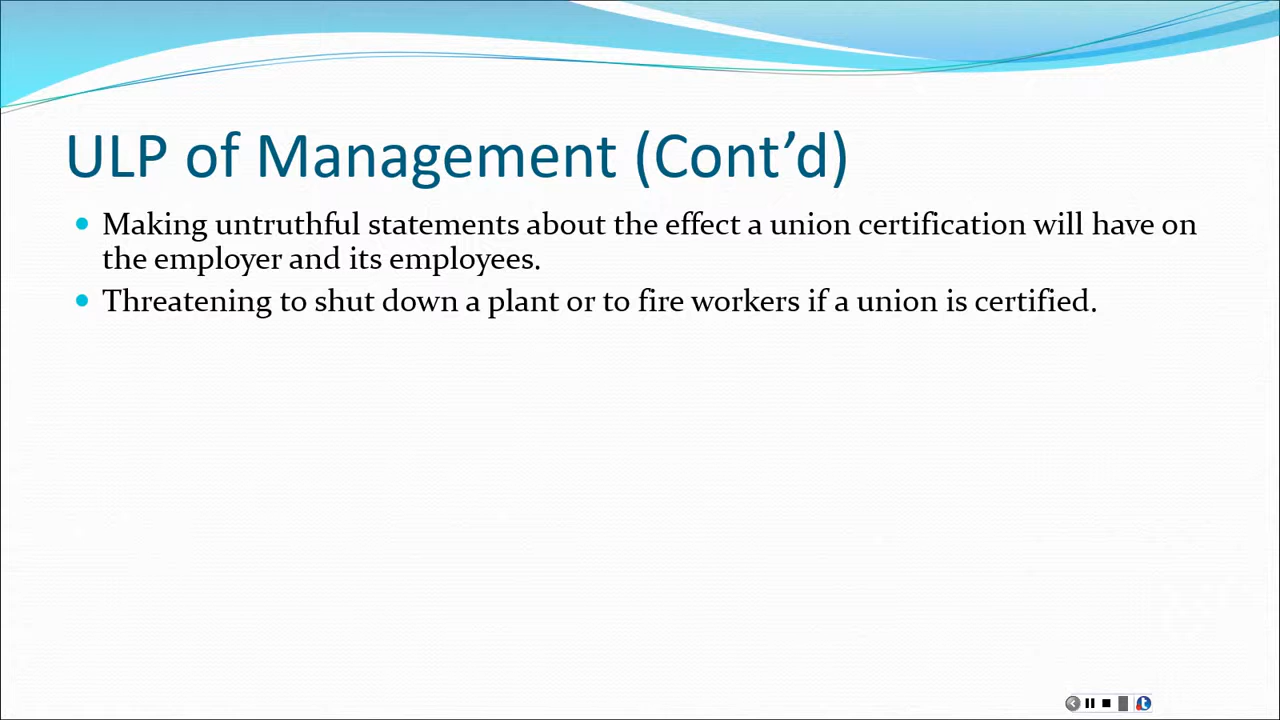 ULP of Management (Cont’d)
• Making untruthful statements about the effect a union certification will have on
the employer and its employees.
• Threatening to shut down a plant or to fire workers if a union is certified.